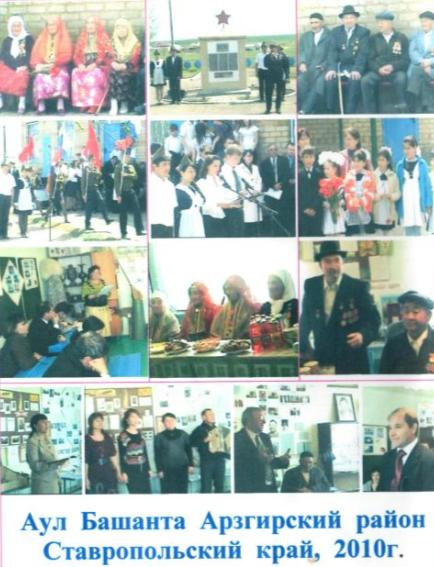 Аул Башанта Арзгирский район
Ставропольский край, 2010г.